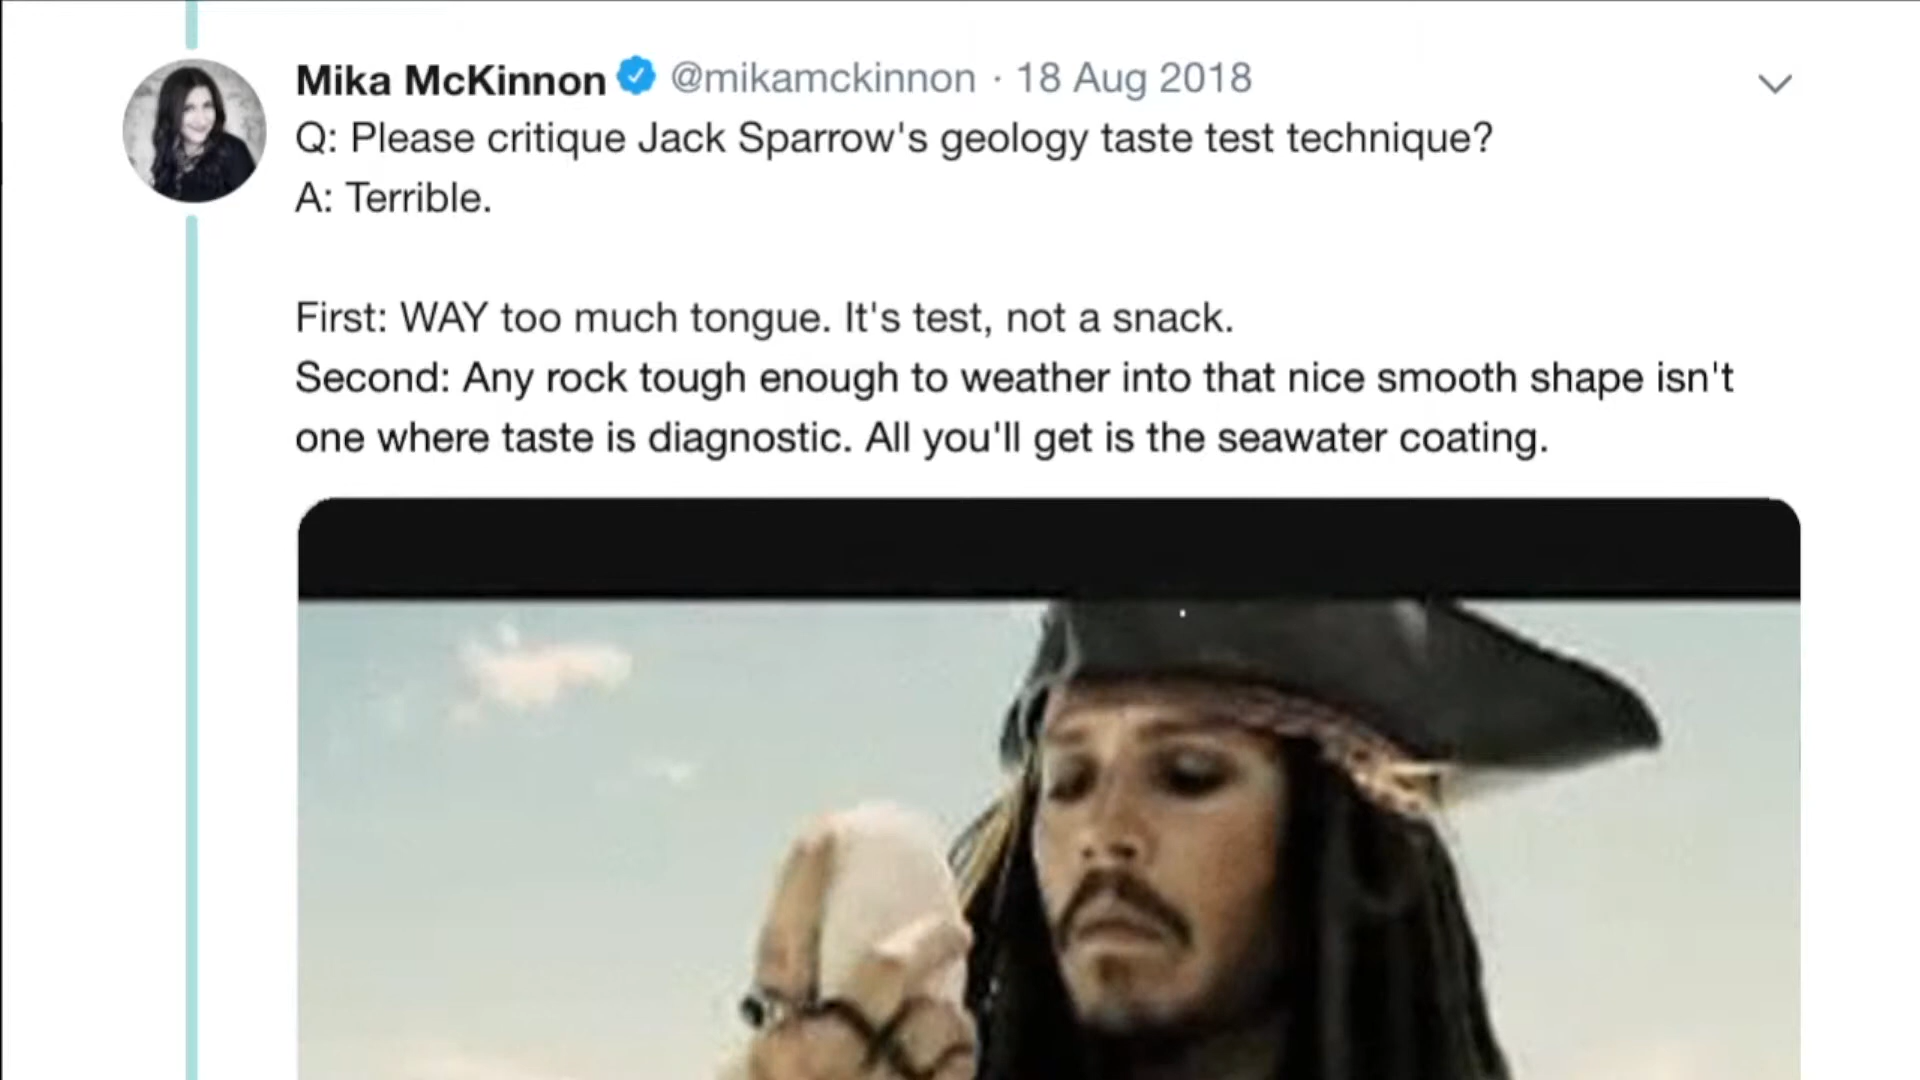 Mika McKinnon @mikamckinnon · 18 Aug 2018
Q: Please critique Jack Sparrow's geology taste test technique?
A: Terrible.
First: WAY too much tongue. It's test, not a snack.
Second: Any rock tough enough to weather into that nice smooth shape isn't
one where taste is diagnostic. All you'll get is the seawater coating.